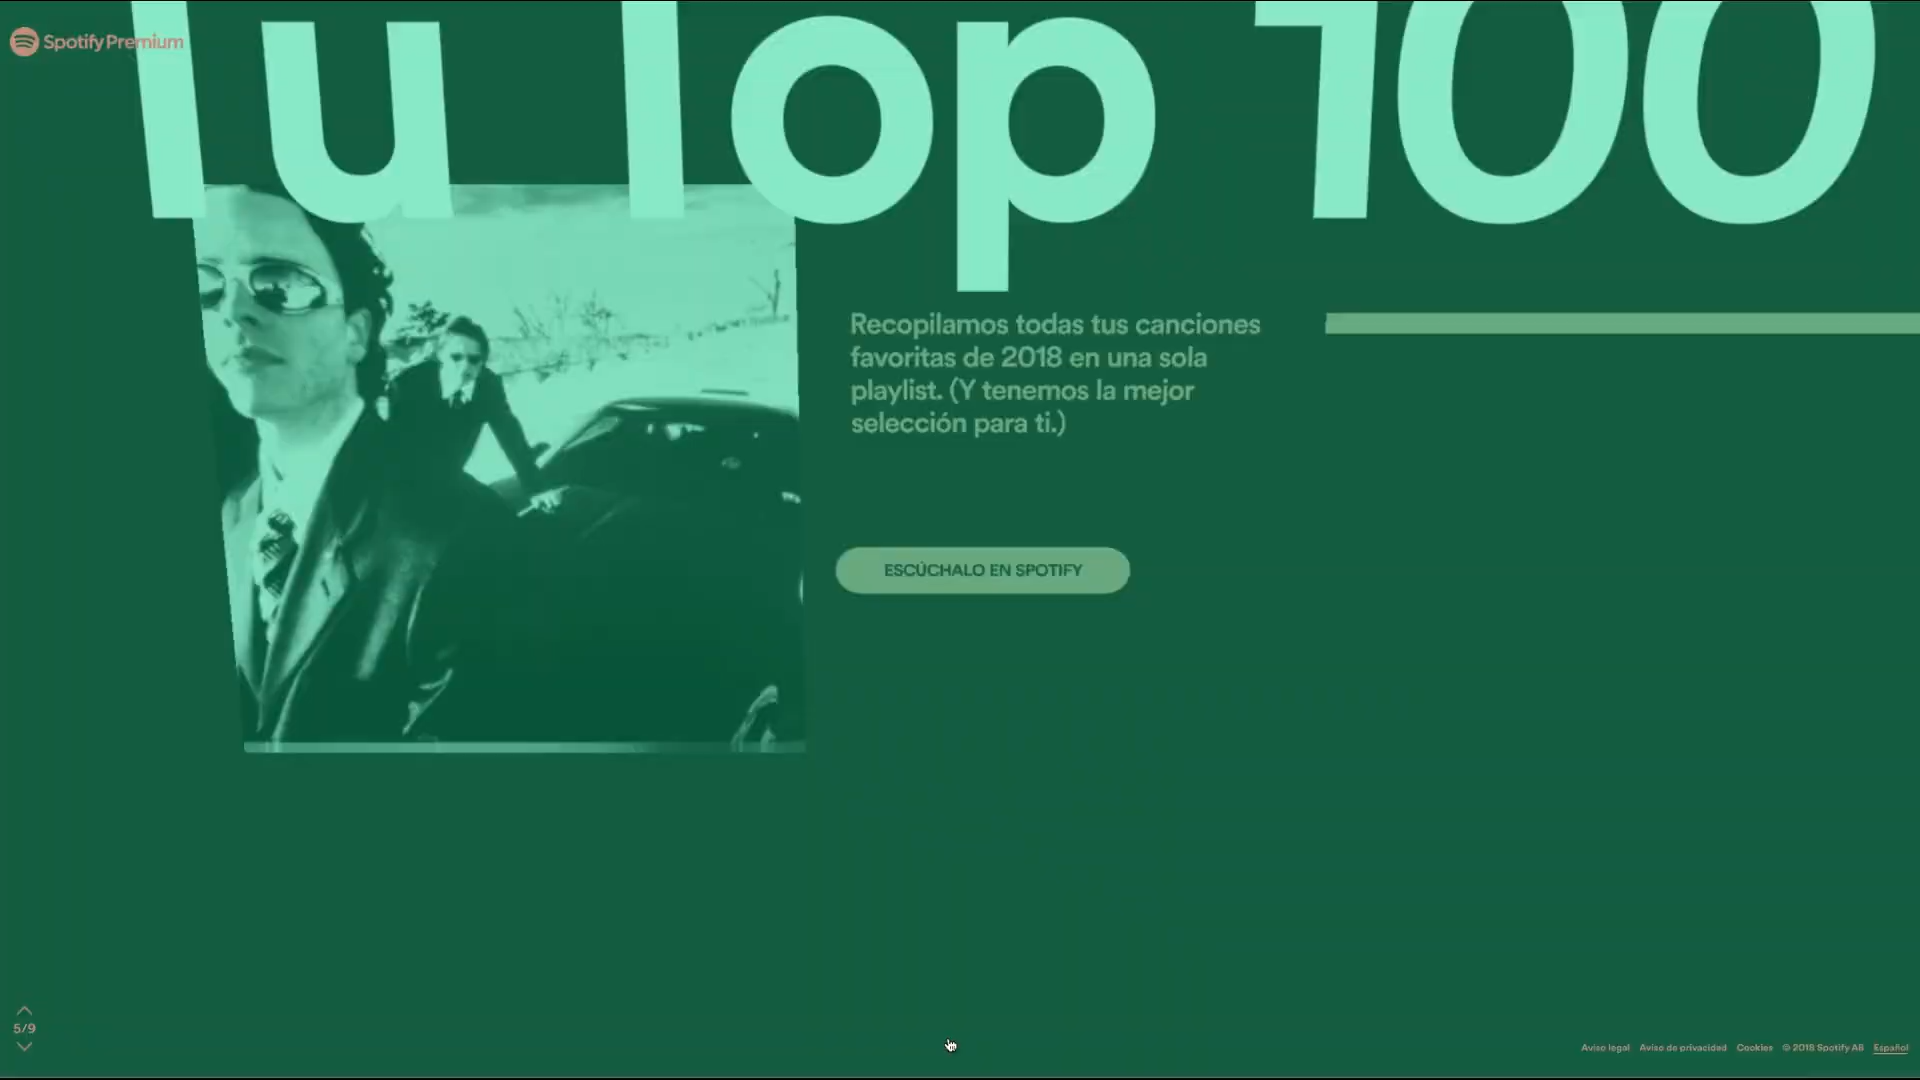 Tu Top 100
Spotify Premium
Recopilamos todas tus canciones
favoritas de 2018 en una sola
playlist. (Y tenemos la mejor
selección para ti.)
ESCÚCHALO EN SPOTIFY
5/9
Aviso legal Aviso de privacidad Cookies © 2018 Spotify AB Español